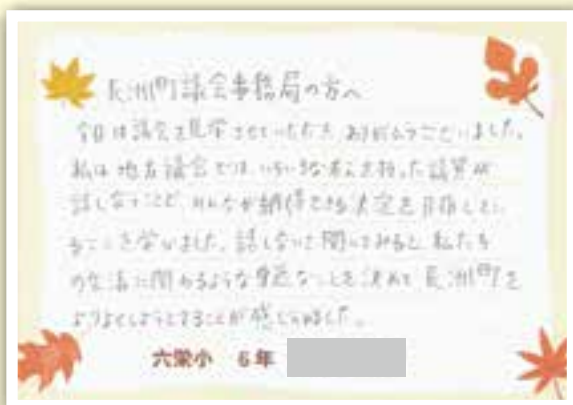 長洲町議会事務局の方へ
今日は議会を見学させていただき、ありがとうございました。
私は地方議会では、いろいろな考えを持った議員が
話し合うことで、みんなが納得できる決定を目指してい
ることを学びました。話し合いを聞いてみると、私たち
の生活に関わるような身近なことを決めて長洲町を
よりよくしようとすることが感じられました。
六栄小 6年